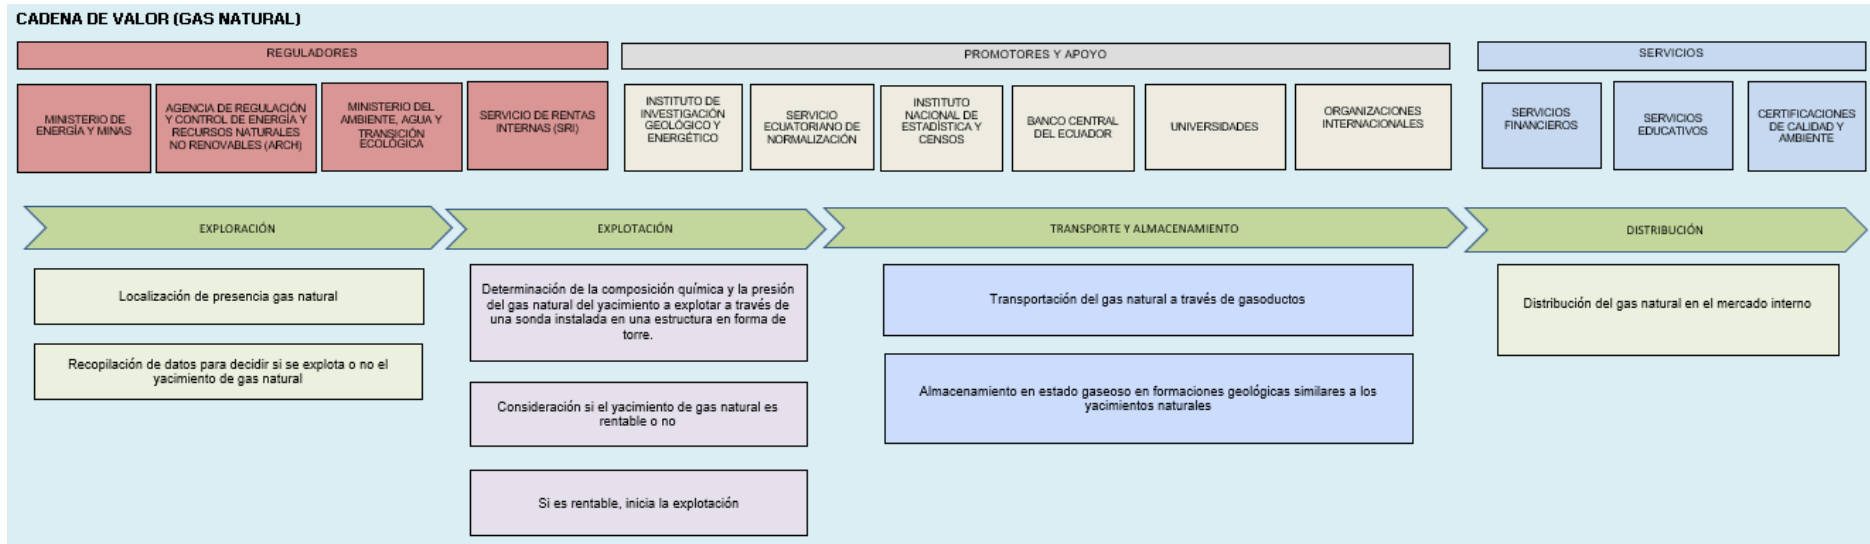 CADENA DE VALOR (GAS NATURAL)
REGULADORES
PROMOTORES Y APOYO
SERVICIOS
MINISTERIO DE
ENERGÍA Y MINAS
AGENCIA DE REGULACIÓN
Y CONTROL DE ENERGÍA Y
RECURSOS NATURALES
NO RENOVABLES (ARCH)
MINISTERIO DEL
AMBIENTE, AGUA Y
TRANSICIÓN
ECOLÓGICA
SERVICIO DE RENTAS
INTERNAS (SRI)
INSTITUTO DE
INVESTIGACIÓN
GEOLÓGICO Y
ENERGÉTICO
SERVICIO
ECUATORIANO DE
NORMALIZACIÓN
INSTITUTO
NACIONAL DE
ESTADÍSTICA Y
CENSOS
BANCO CENTRAL
DEL ECUADOR
UNIVERSIDADES
ORGANIZACIONES
INTERNACIONALES
SERVICIOS
FINANCIEROS
SERVICIOS
EDUCATIVOS
CERTIFICACIONES
DE CALIDAD Y
AMBIENTE
EXPLORACIÓN
EXPLOTACIÓN
TRANSPORTE Y ALMACENAMIENTO
DISTRIBUCIÓN
Localización de presencia gas natural
Recopilación de datos para decidir si se explota o no el
yacimiento de gas natural
Determinación de la composición química y la presión
del gas natural del yacimiento a explotar a través de
una sonda instalada en una estructura en forma de
torre.
Consideración si el yacimiento de gas natural es
rentable o no
Si es rentable, inicia la explotación
Transportación del gas natural a través de gasoductos
Almacenamiento en estado gaseoso en formaciones geológicas similares a los
yacimientos naturales
Distribución del gas natural en el mercado interno